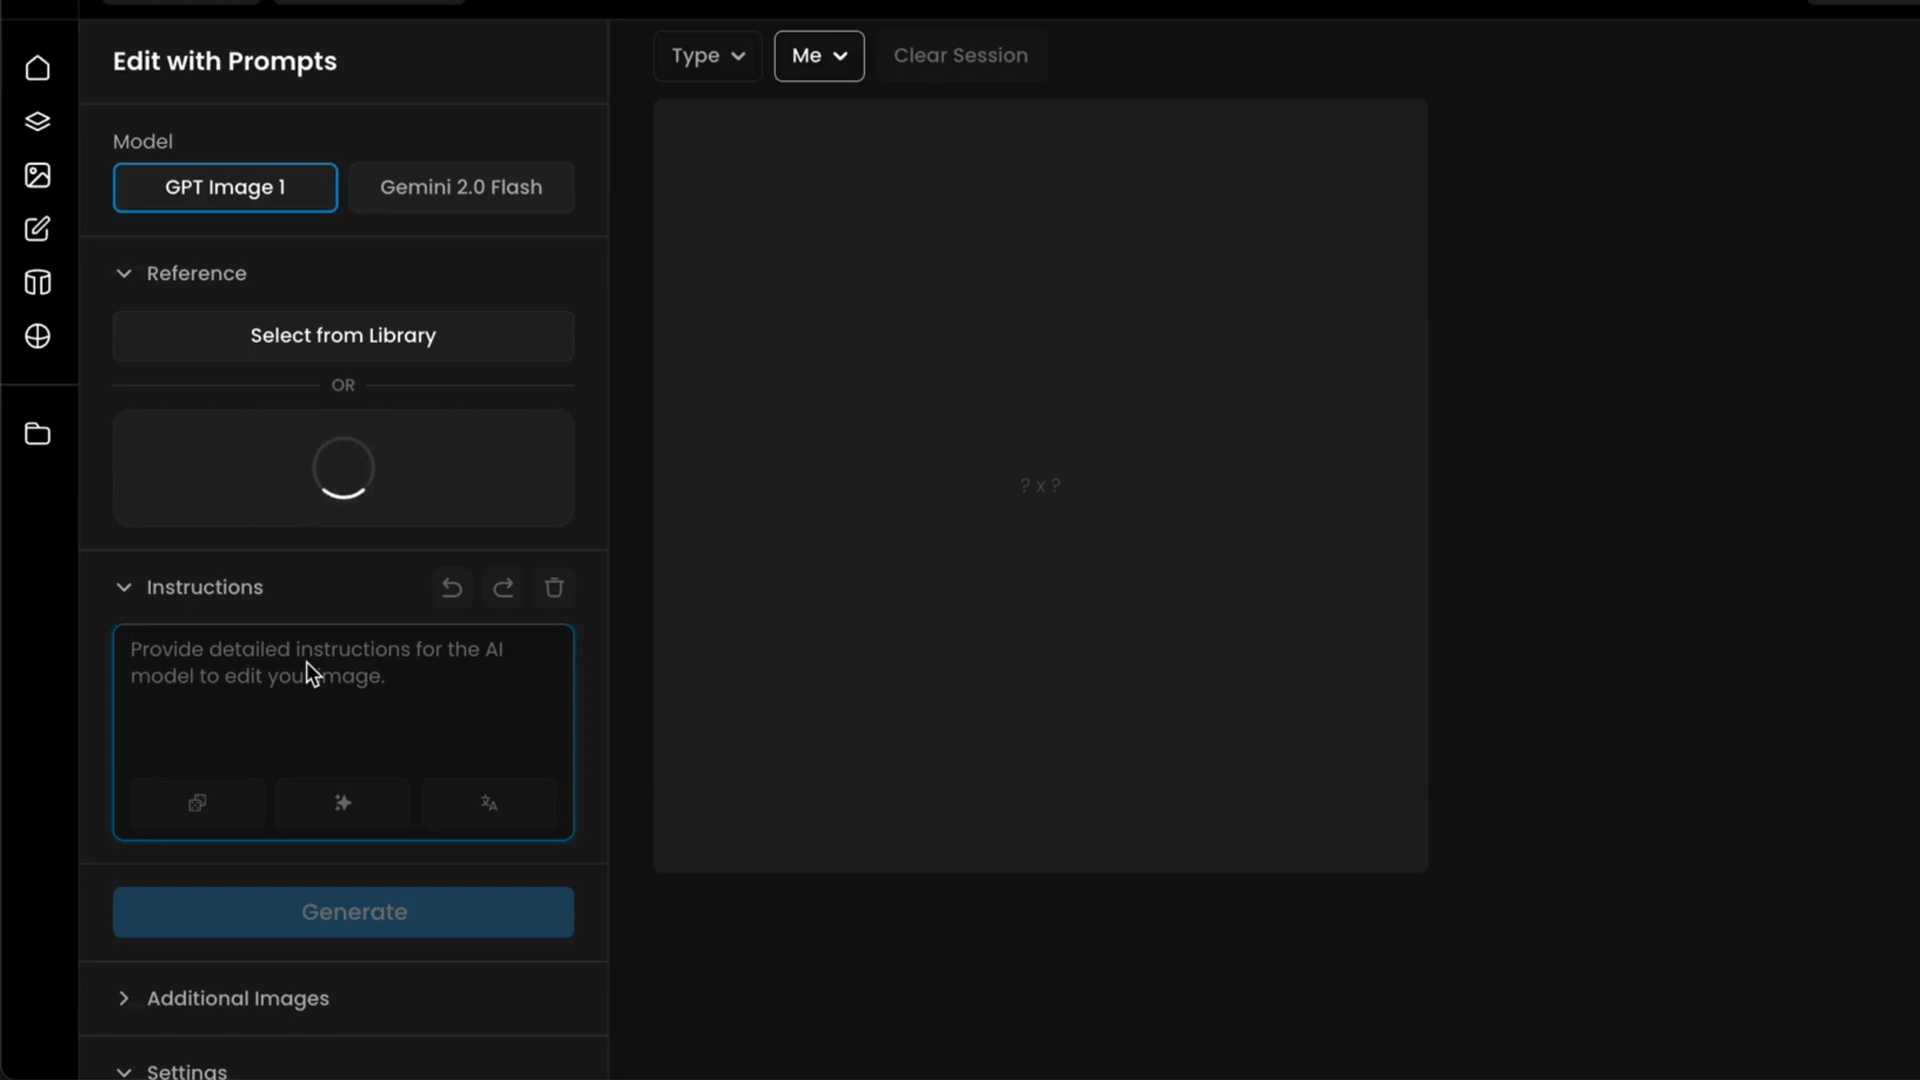 Edit with Prompts
Type
Me
Clear Session
Model
GPT Image 1
Gemini 2.0 Flash
Reference
Select from Library
OR
? x ?
Instructions
Provide detailed instructions for the AI
model to edit your image.
Generate
Additional Images
Settings